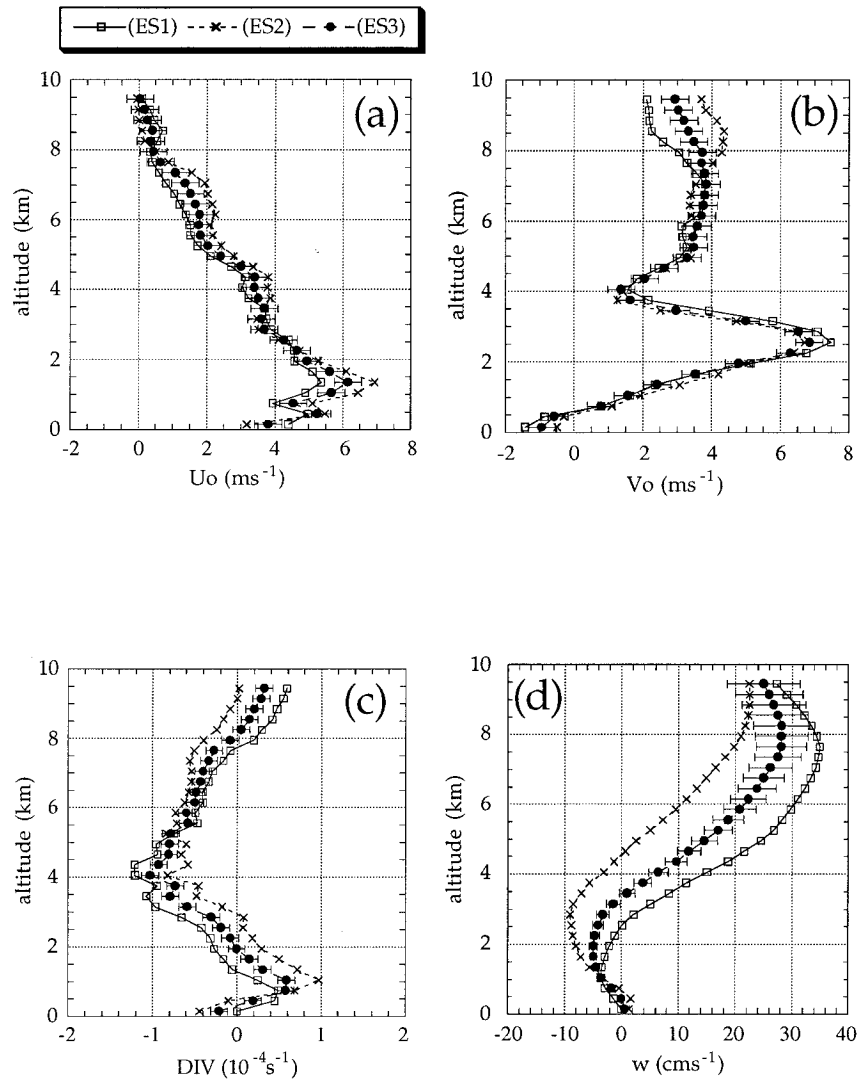 (ES1) (ES2) (ES3)
(a)
10
8
6
4
2
0
altitude (km)
-2 0 2 4 6 8
Uo (ms⁻¹)
(b)
10
8
6
4
2
0
altitude (km)
-2 0 2 4 6 8
Vo (ms⁻¹)
(c)
10
8
6
4
2
0
altitude (km)
-2 -1 0 1 2
DIV (10⁻⁴s⁻¹)
(d)
10
8
6
4
2
0
altitude (km)
-20 -10 0 10 20 30 40
w (cms⁻¹)